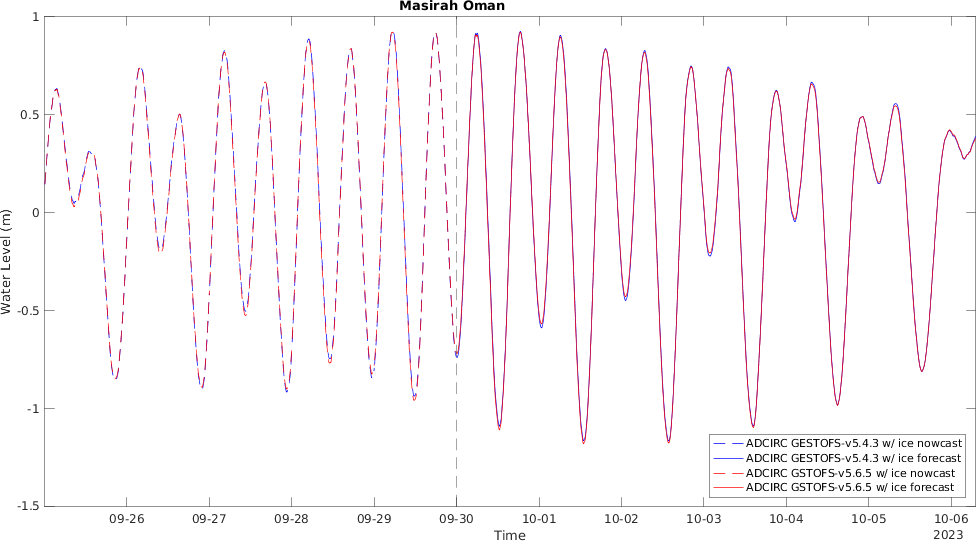 Masirah Oman
1
0.5
0
-0.5
-1
-1.5
Water Level (m)
ADCIRC GESTOFS-v5.4.3 w/ ice nowcast
ADCIRC GESTOFS-v5.4.3 w/ ice forecast
ADCIRC GSTOFS-v5.6.5 w/ ice nowcast
ADCIRC GSTOFS-v5.6.5 w/ ice forecast
09-26 09-27 09-28 09-29 09-30 10-01 10-02 10-03 10-04 10-05 10-06
2023
Time